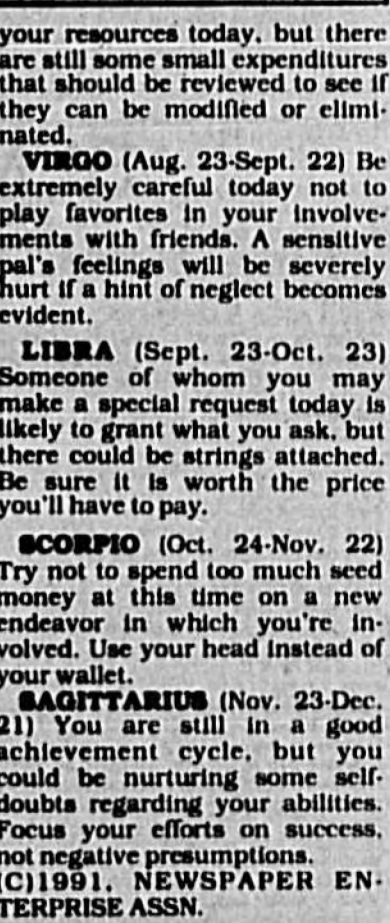 your resources today, but there
are still some small expenditures
that should be reviewed to see if
they can be modified or elimi-
nated.
VIRGO (Aug. 23-Sept. 22) Be
extremely careful today not to
play favorites in your involve-
ments with friends. A sensitive
pal's feelings will be severely
hurt if a hint of neglect becomes
evident.
LIBRA (Sept. 23-Oct. 23)
Someone of whom you may
make a special request today is
likely to grant what you ask, but
there could be strings attached.
Be sure it is worth the price
you'll have to pay.
SCORPIO (Oct. 24-Nov. 22)
Try not to spend too much seed
money at this time on a new
endeavor in which you're in-
volved. Use your head instead of
your wallet.
SAGITTARIUS (Nov. 23-Dec.
21) You are still in a good
achievement cycle, but you
could be nurturing some self-
doubts regarding your abilities.
Focus your efforts on success,
not negative presumptions.
(C)1991, NEWSPAPER EN-
TERPRISE ASSN.